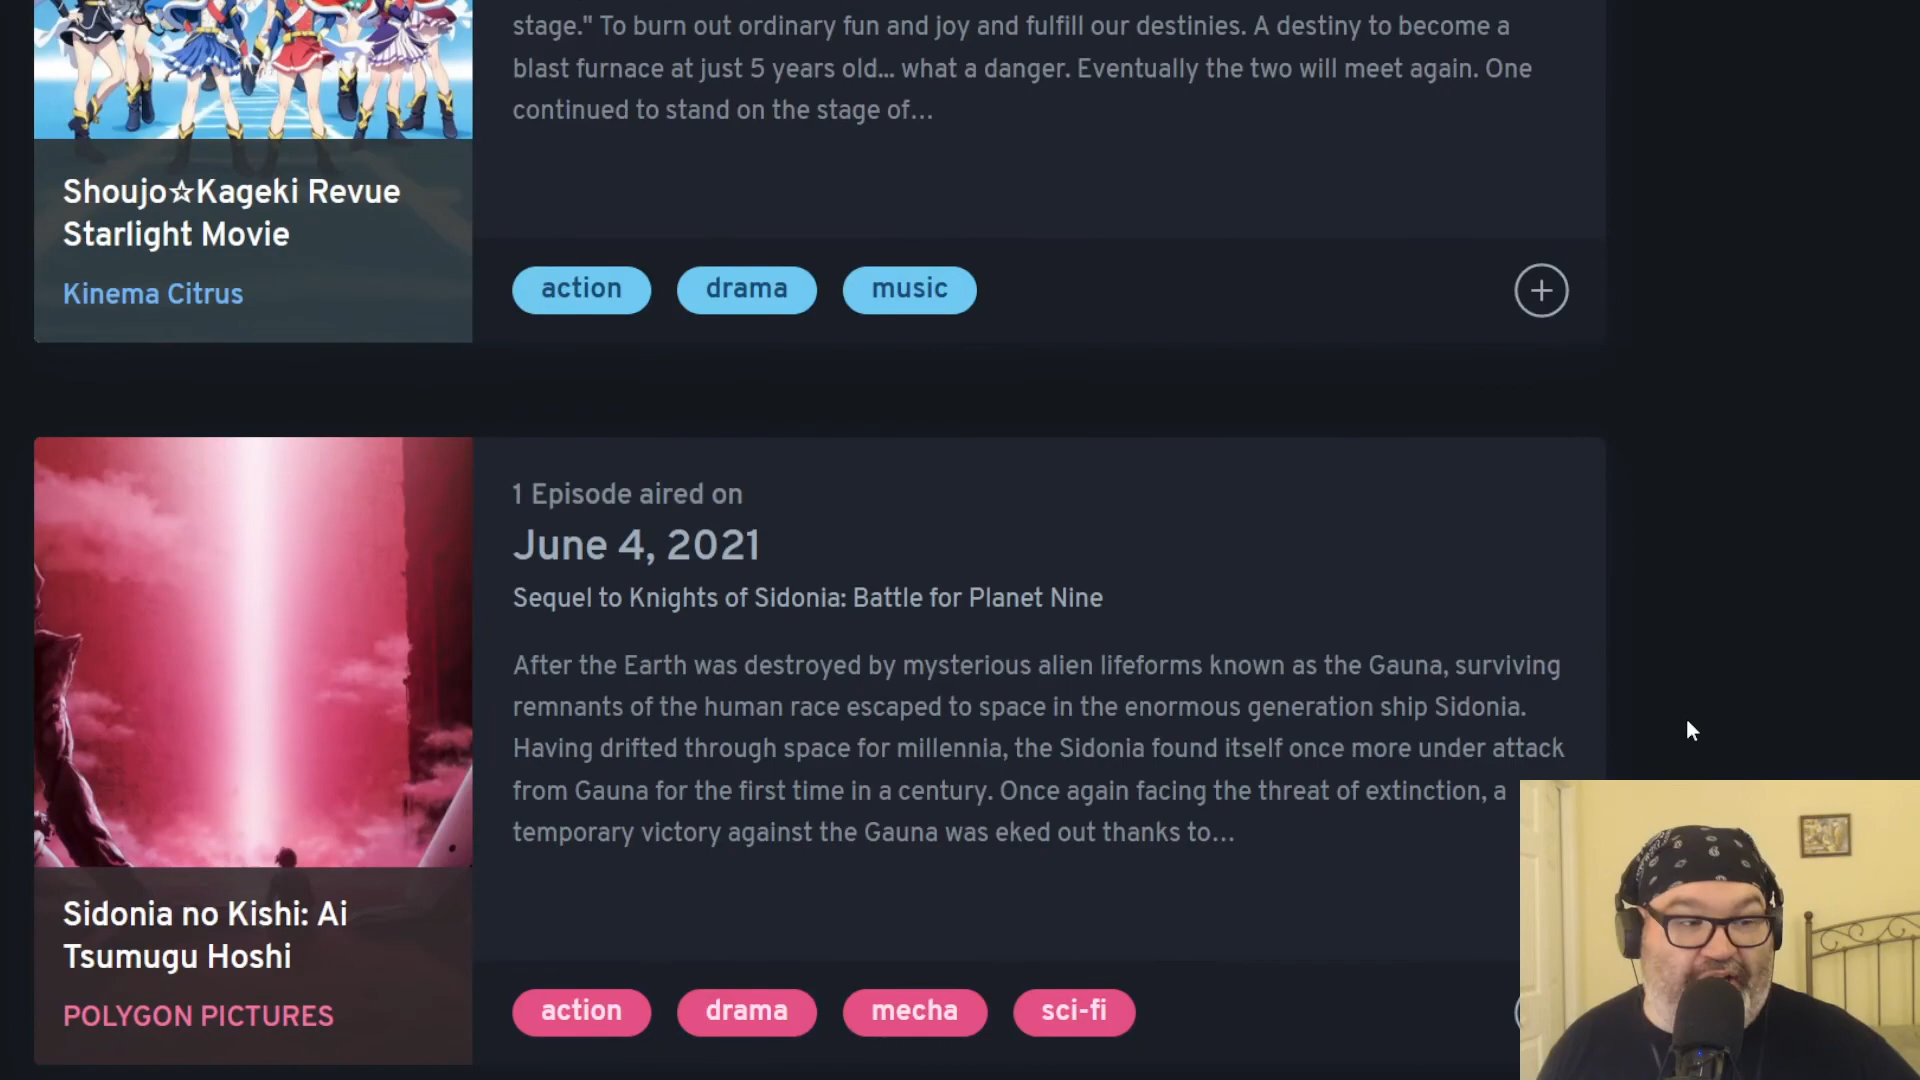 stage." To burn out ordinary fun and joy and fulfill our destinies. A destiny to become a
blast furnace at just 5 years old... what a danger. Eventually the two will meet again. One
continued to stand on the stage of...
Shoujo☆Kageki Revue
Starlight Movie
Kinema Citrus
action drama music
1 Episode aired on
June 4, 2021
Sequel to Knights of Sidonia: Battle for Planet Nine
After the Earth was destroyed by mysterious alien lifeforms known as the Gauna, surviving
remnants of the human race escaped to space in the enormous generation ship Sidonia.
Having drifted through space for millennia, the Sidonia found itself once more under attack
from Gauna for the first time in a century. Once again facing the threat of extinction, a
temporary victory against the Gauna was eked out thanks to...
Sidonia no Kishi: Ai
Tsumugu Hoshi
POLYGON PICTURES
action drama mecha sci-fi